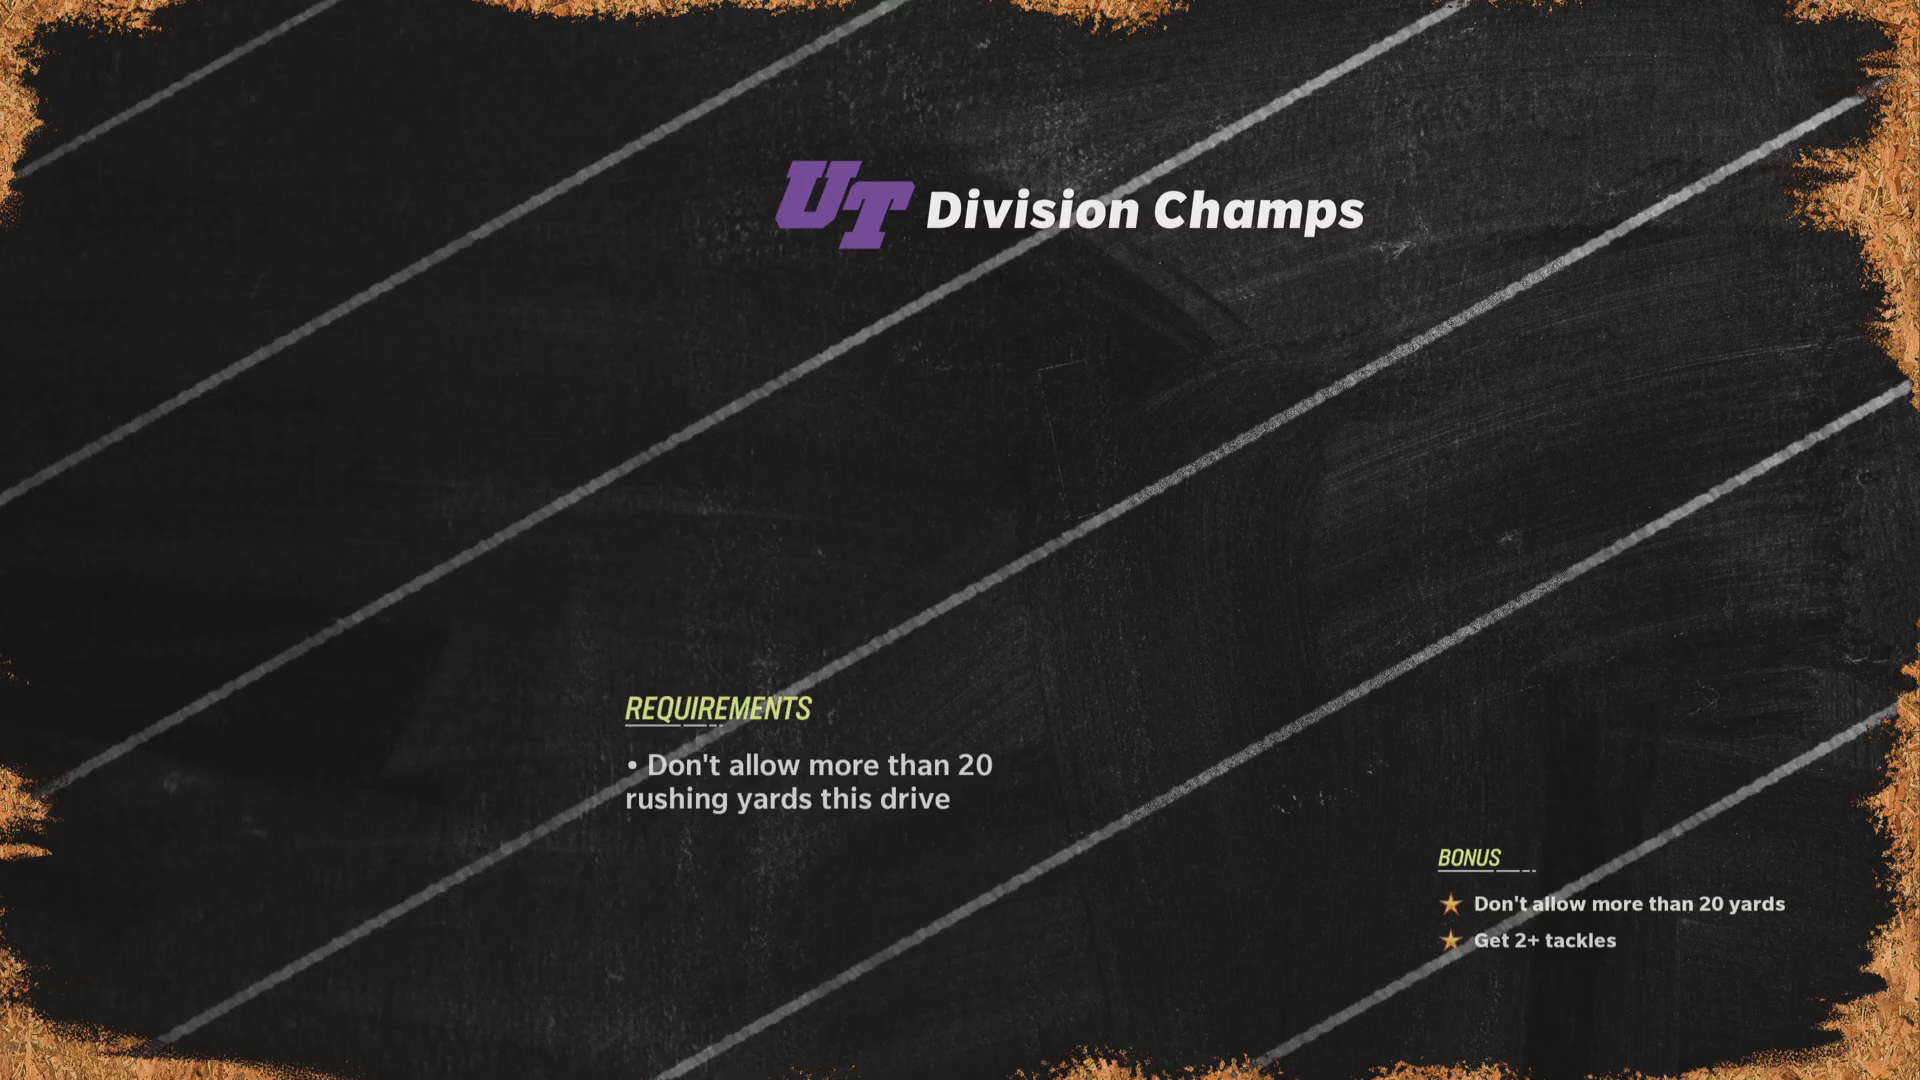 UT Division Champs
REQUIREMENTS
• Don't allow more than 20
rushing yards this drive
BONUS
Don't allow more than 20 yards
Get 2+ tackles